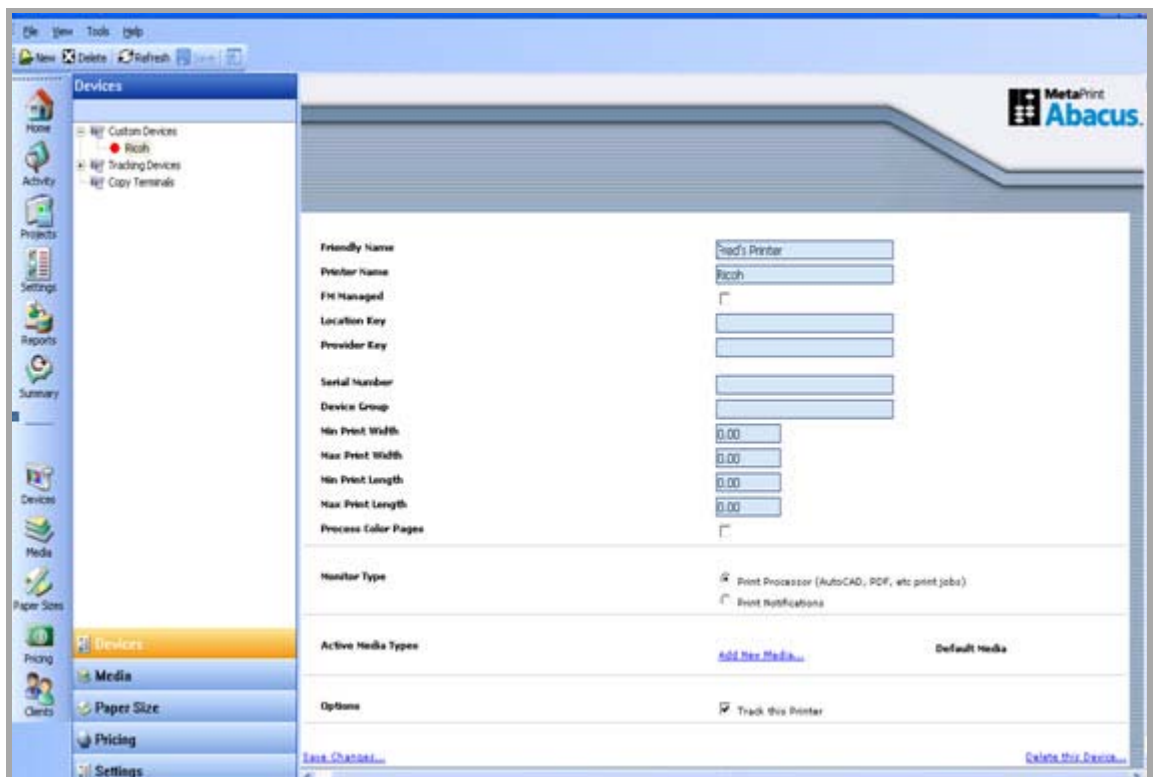 File View Tools Help
New Delete Refresh Save
Devices
MetaPrint
Abacus.
Home
Activity
Projects
Settings
Reports
Summary
Devices
Media
Paper Sizes
Pricing
Clients
Custom Devices
Ricoh
Tracking Devices
Copy Terminals
Devices
Media
Paper Size
Pricing
Settings
Friendly Name Fred's Printer
Printer Name Ricoh
FM Managed
Location Key
Provider Key
Serial Number
Device Group
Min Print Width 0.00
Max Print Width 0.00
Min Print Length 0.00
Max Print Length 0.00
Process Color Pages
Monitor Type Print Processor (AutoCAD, PDF, etc print jobs)
Print Notifications
Active Media Types Add New Media... Default Media
Options Track this Printer
Save Changes... Delete this Device...